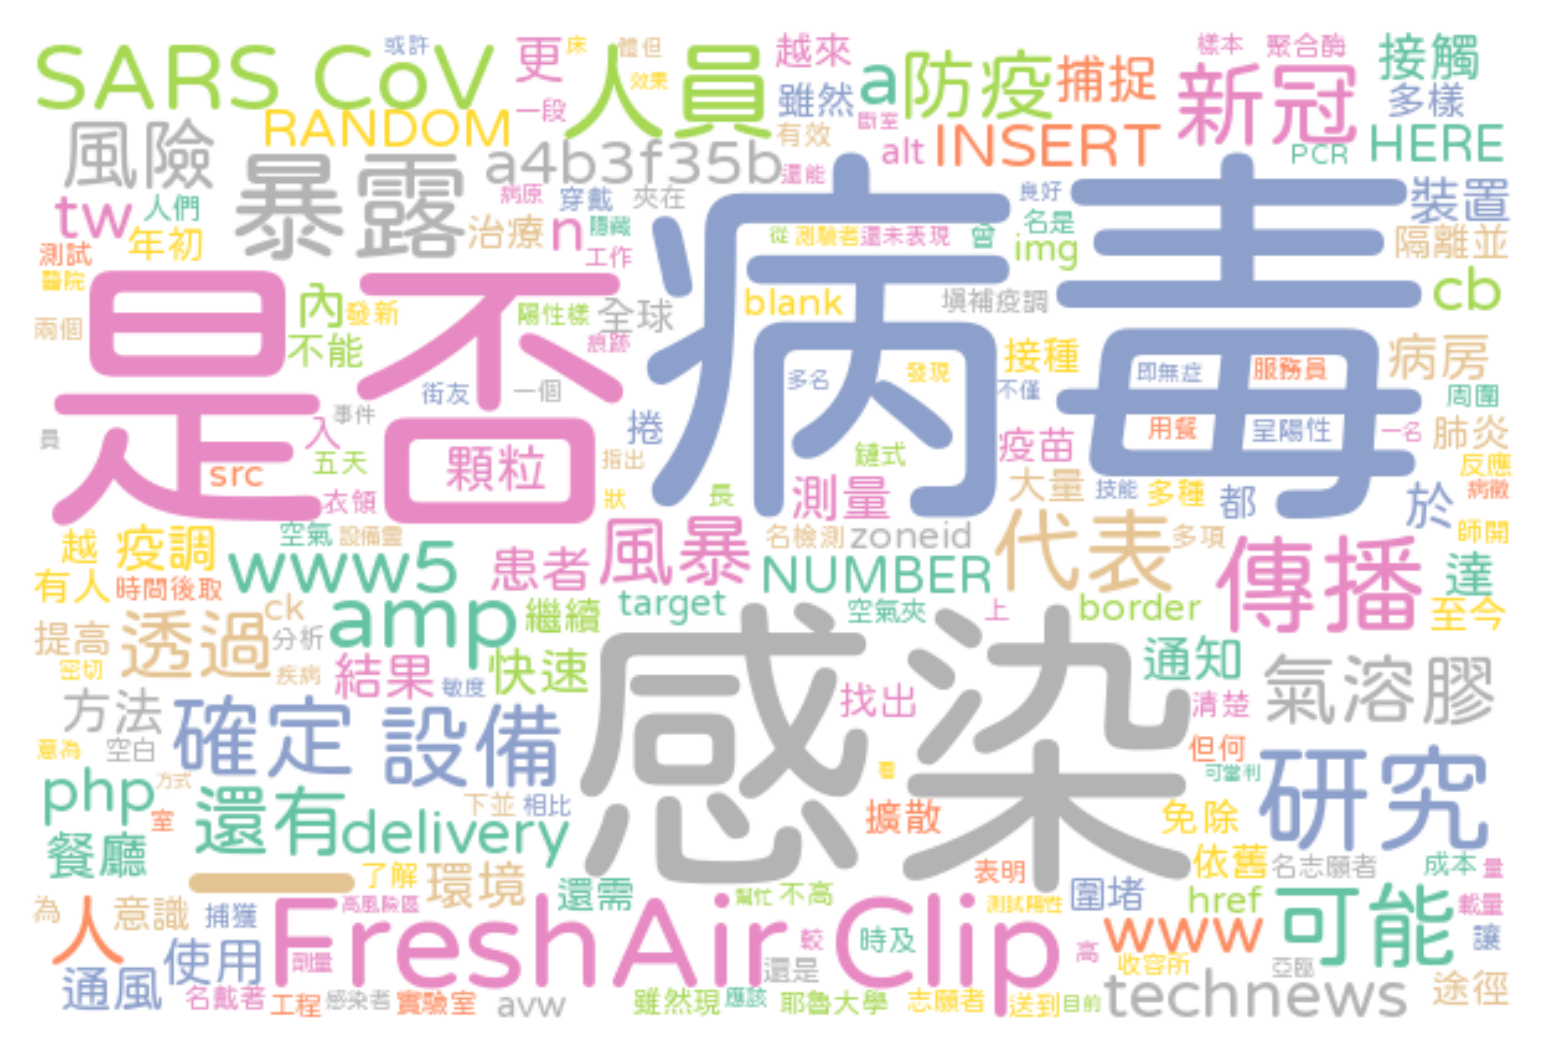 SARS CoV
或許
更
床
體但
效果
一段
人員
越來
雖然
a
防疫
捕捉
樣本
聚合酶
新冠
接觸
多樣
RANDOM
有效
斷室
alt
INSERT
PCR
HERE
風險
暴露
a4b3f35b
還能
病毒
裝置
tw
人們
年初
病原
穿戴
夾在
治療
n
隱藏
工作
良好
名是
從
測驗者
還未表現
曾
img
隔離並
測試
醫院
是否
內
發新
陽性樣
全球
blank
塡補疫調
cb
兩個
不能
痕跡
接種
病房
街友
一個
多名
發現
不僅
即無症
服務員
周圍
員
事件
入
捲
用餐
呈陽性
一名
肺炎
src
五天
顆粒
指出
鏈式
疫苗
反應
衣領
狀
長
測量
大量
技能
多種
都
於
病徵
越
疫調
空氣
設備靈
www5
患者
風暴
名檢測
zoneid
代表
多項
傳播
師開
有人
時間後取
NUMBER
達
ck
amp
繼續
target
空氣夾
上
border
至今
提高
透過
分析
密切
疾病
結果
敏度
快速
感染
通知
氣溶膠
方法
確定
設備
找出
清楚
意為
空白
但何
php
方式
看
可當利
研究
室
還有
下並
相比
擴散
免除
餐廳
delivery
一
了解
環境
還需
表明
圍堵
依舊
名志願者
成本
量
為
人
意識
捕獲
高風險區
幫忙
不高
測試陽性
href
可能
載量
FreshAir Clip
較
時及
高
www
讓
通風
使用
劑量
還是
收容所
亞臨
途徑
名戴著
工程
感染者
實驗室
avw
雖然現
應該
耶魯大學
志願者
送到
目前
technews